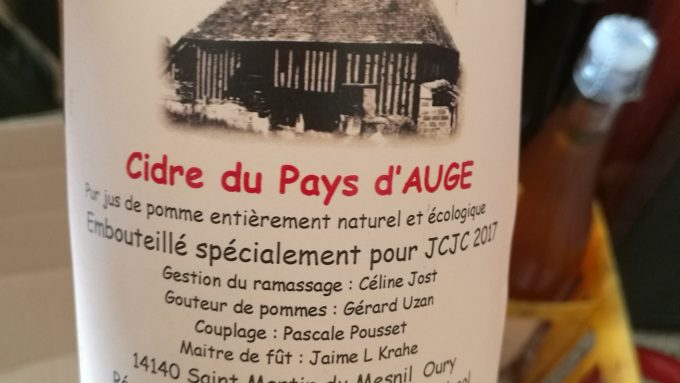 Cidre du Pays d'AUGE
Pur jus de pomme entièrement naturel et écologique
Embouteillé spécialement pour JCJC 2017
Gestion du ramassage : Céline Jost
Gouteur de pommes : Gérard Uzan
Couplage : Pascale Pousset
Maitre de fût : Jaime L Krahe
14140 Saint Martin du Mesnil Oury